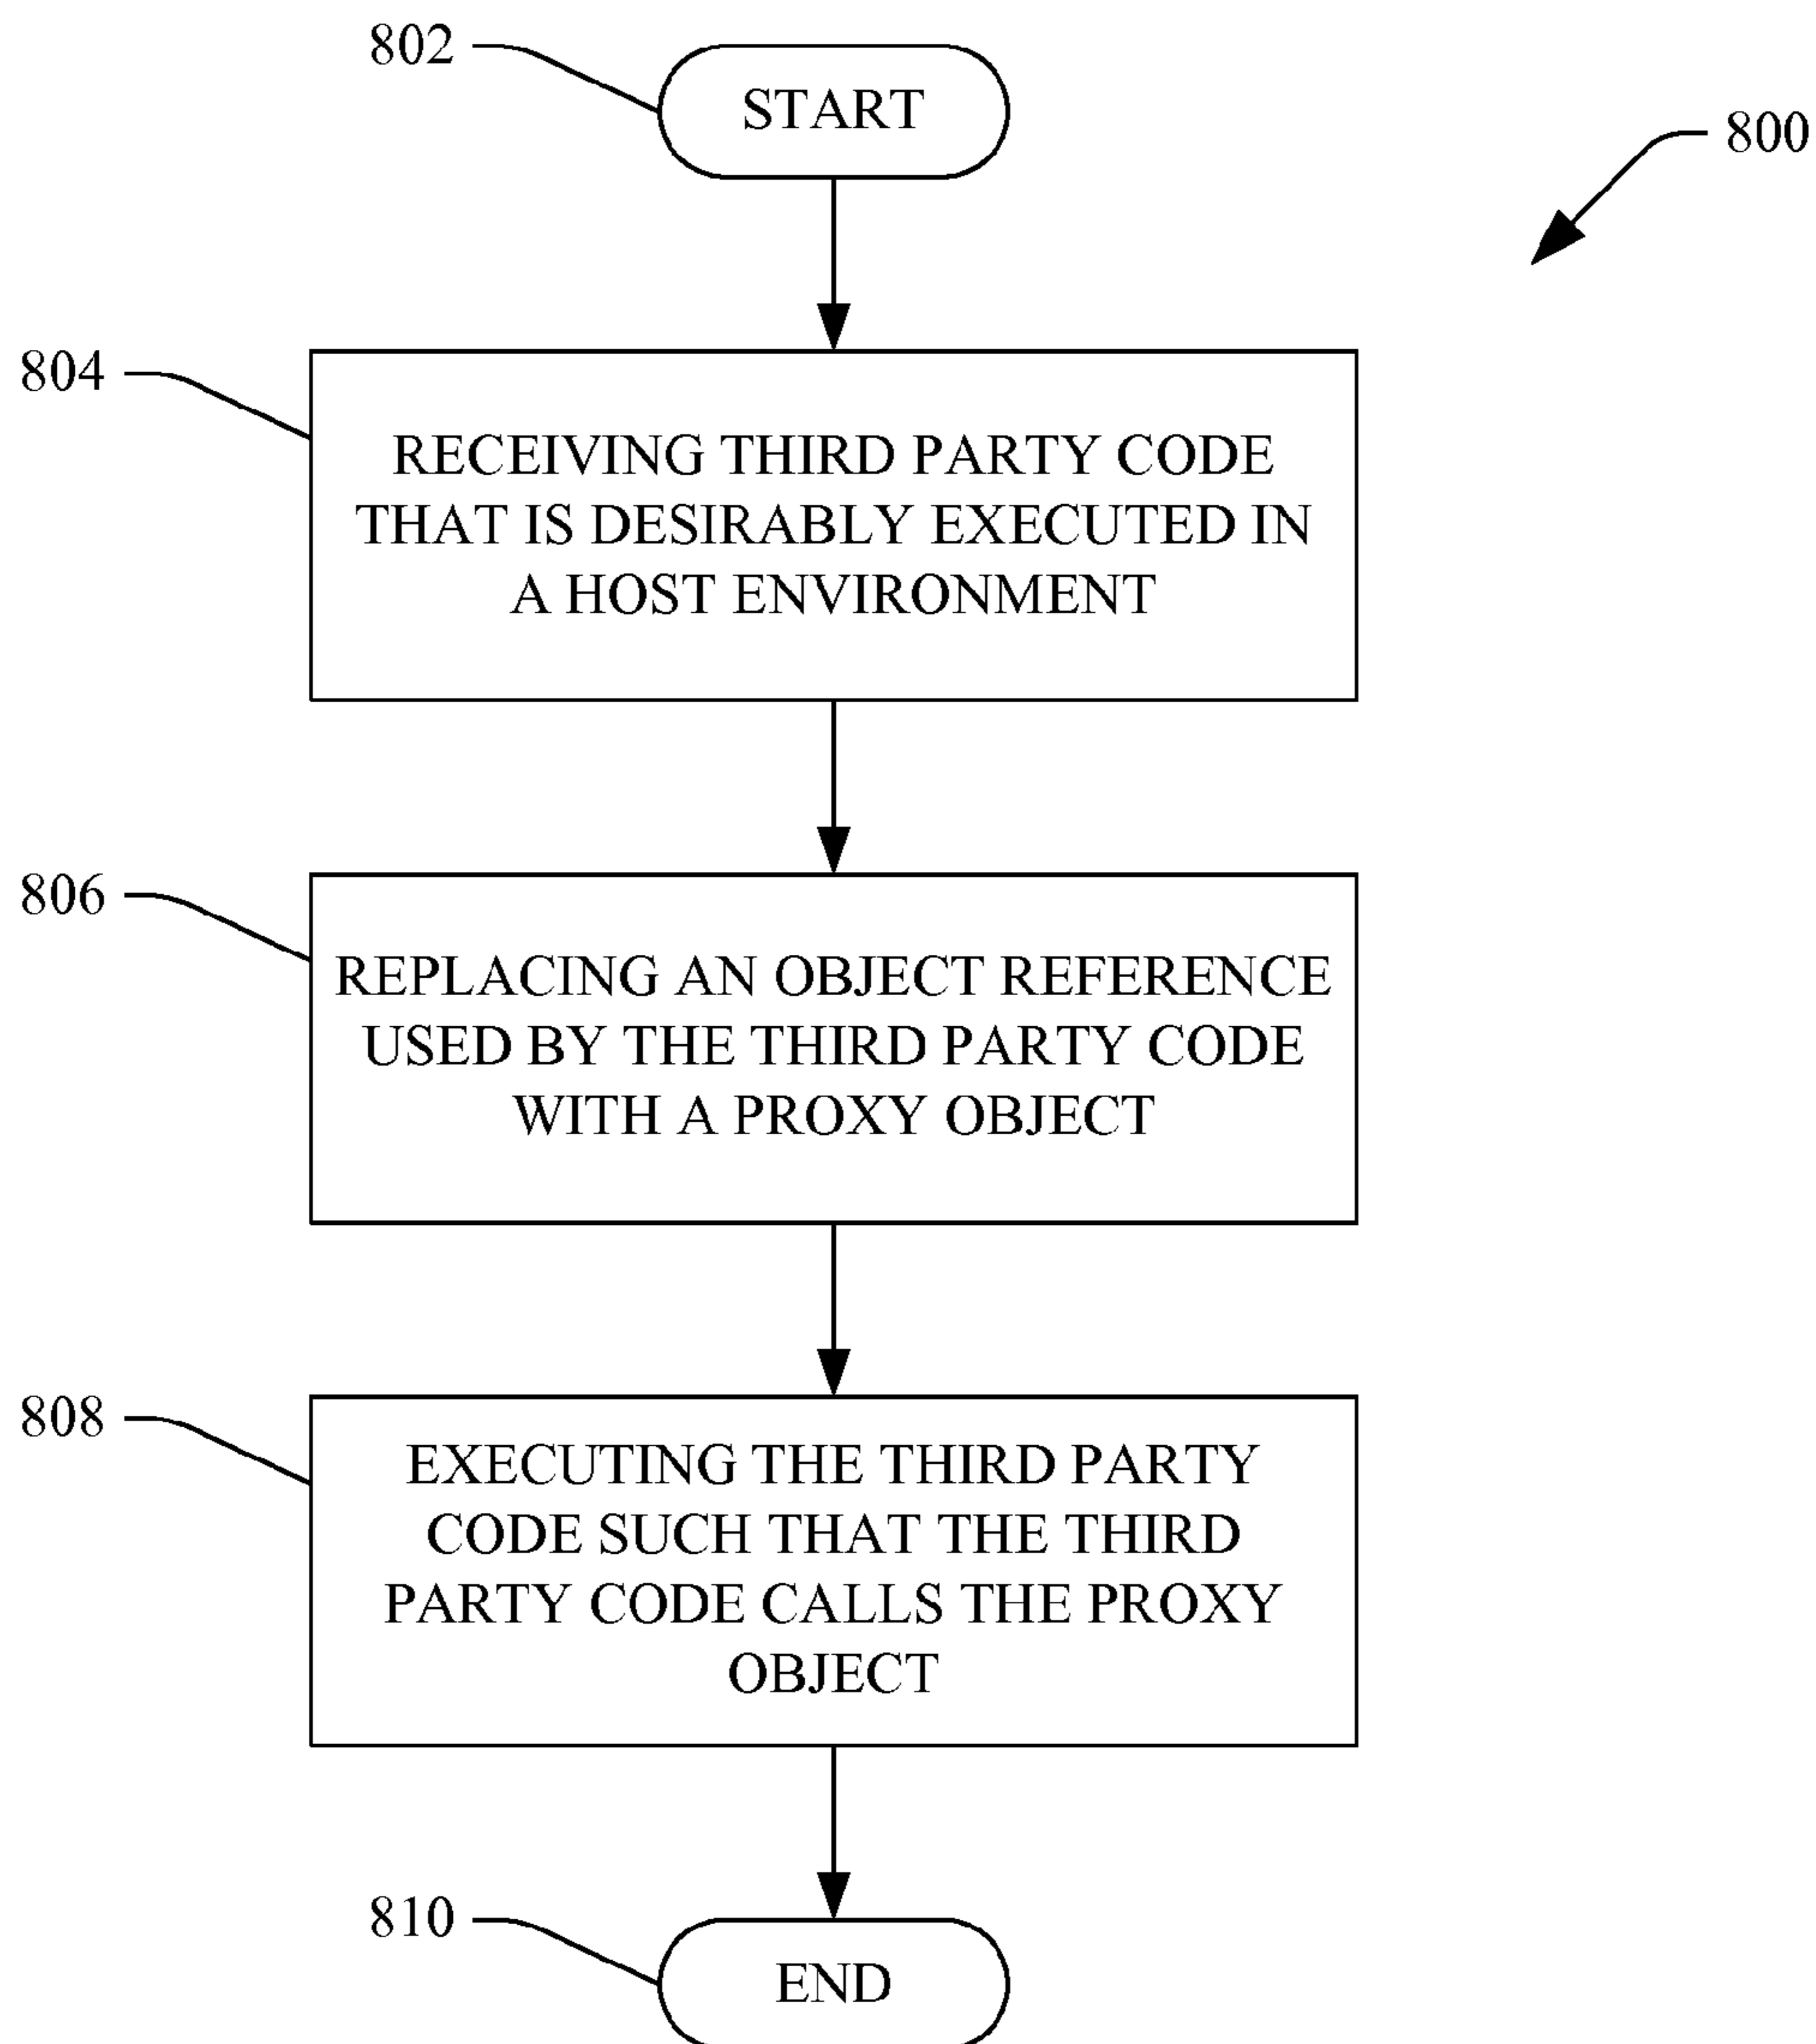 802
START
800
804
RECEIVING THIRD PARTY CODE
THAT IS DESIRABLY EXECUTED IN
A HOST ENVIRONMENT
806
REPLACING AN OBJECT REFERENCE
USED BY THE THIRD PARTY CODE
WITH A PROXY OBJECT
808
EXECUTING THE THIRD PARTY
CODE SUCH THAT THE THIRD
PARTY CODE CALLS THE PROXY
OBJECT
810
END